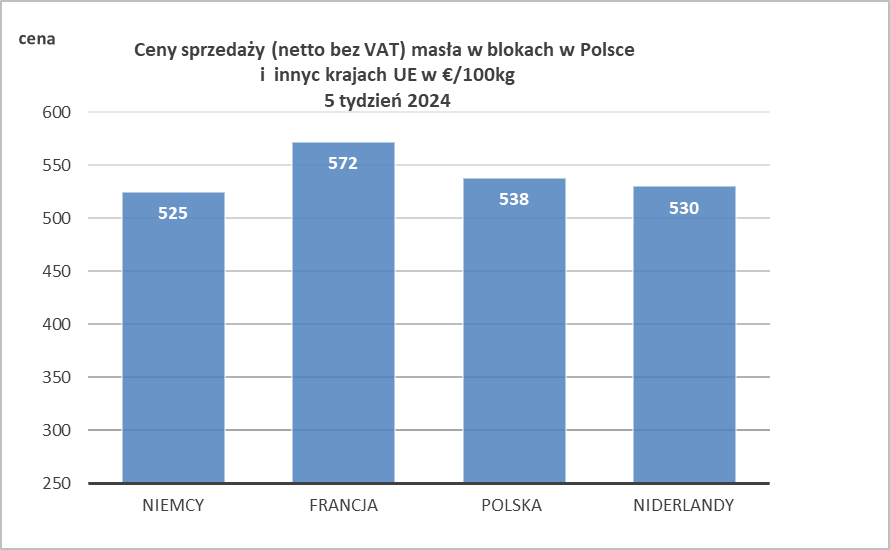 cena
Ceny sprzedaży (netto bez VAT) masła w blokach w Polsce
i innyc krajach UE w €/100kg
5 tydzień 2024
600
550
500
450
400
350
300
250
572
538
530
525
NIEMCY FRANCJA POLSKA NIDERLANDY